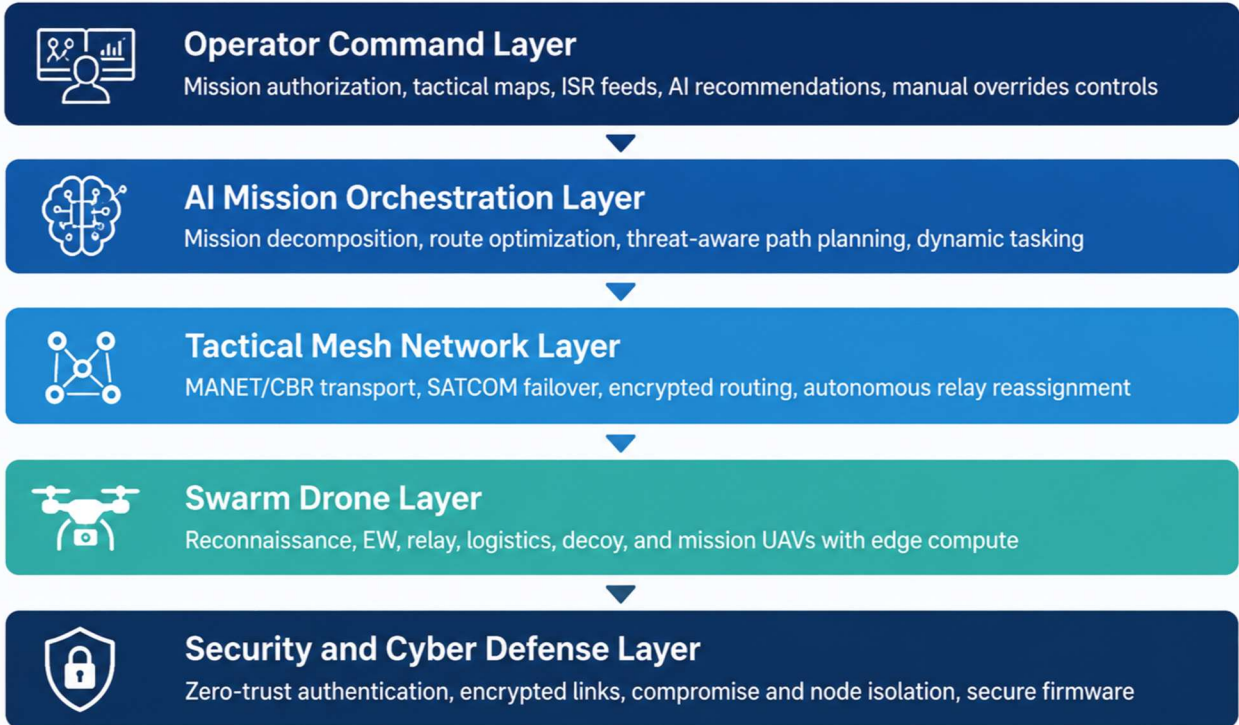 Operator Command Layer
Mission authorization, tactical maps, ISR feeds, AI recommendations, manual overrides controls
AI Mission Orchestration Layer
Mission decomposition, route optimization, threat-aware path planning, dynamic tasking
Tactical Mesh Network Layer
MANET/CBR transport, SATCOM failover, encrypted routing, autonomous relay reassignment
Swarm Drone Layer
Reconnaissance, EW, relay, logistics, decoy, and mission UAVs with edge compute
Security and Cyber Defense Layer
Zero-trust authentication, encrypted links, compromise and node isolation, secure firmware